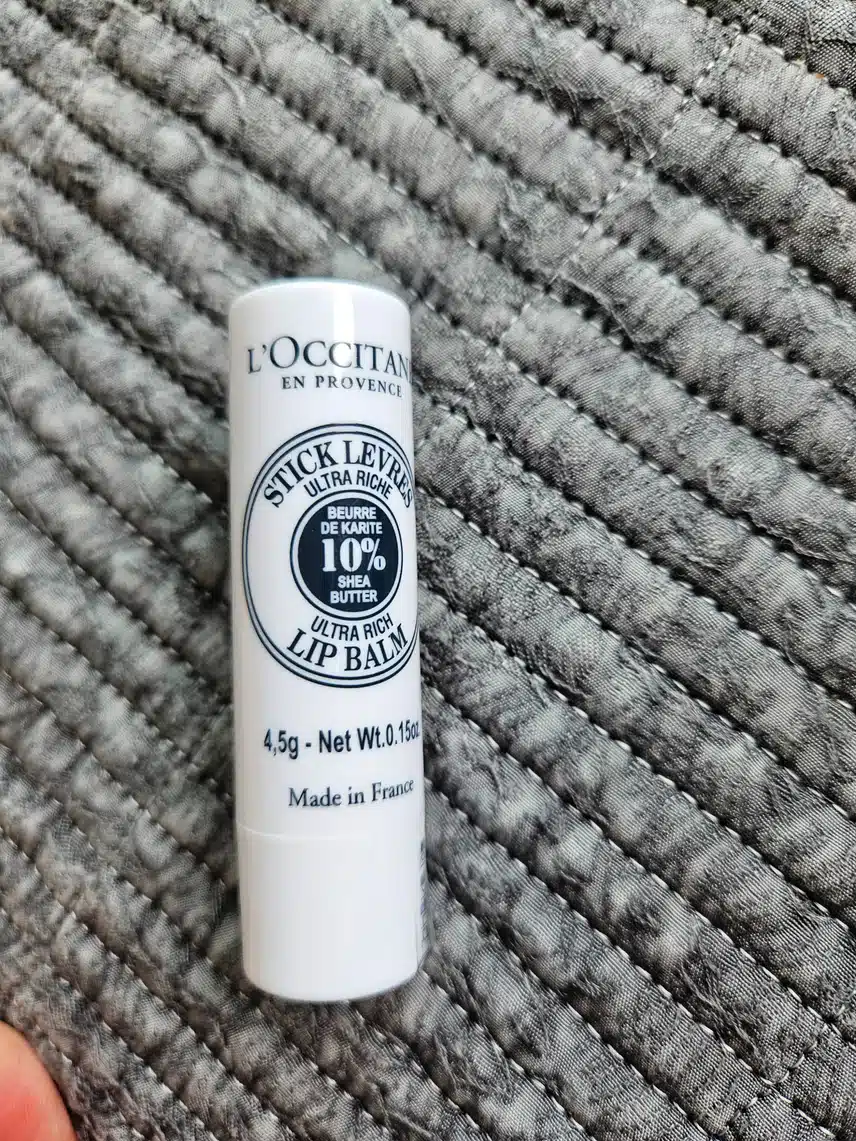 L'OCCITAN
EN PROVENCE
STICK LEVRES
ULTRA RICHE
BEURRE
DE KARITE
10%
SHEA
BUTTER
ULTRA RICH
LIP BALM
4,5g - Net Wt.0.15oz
Made in France